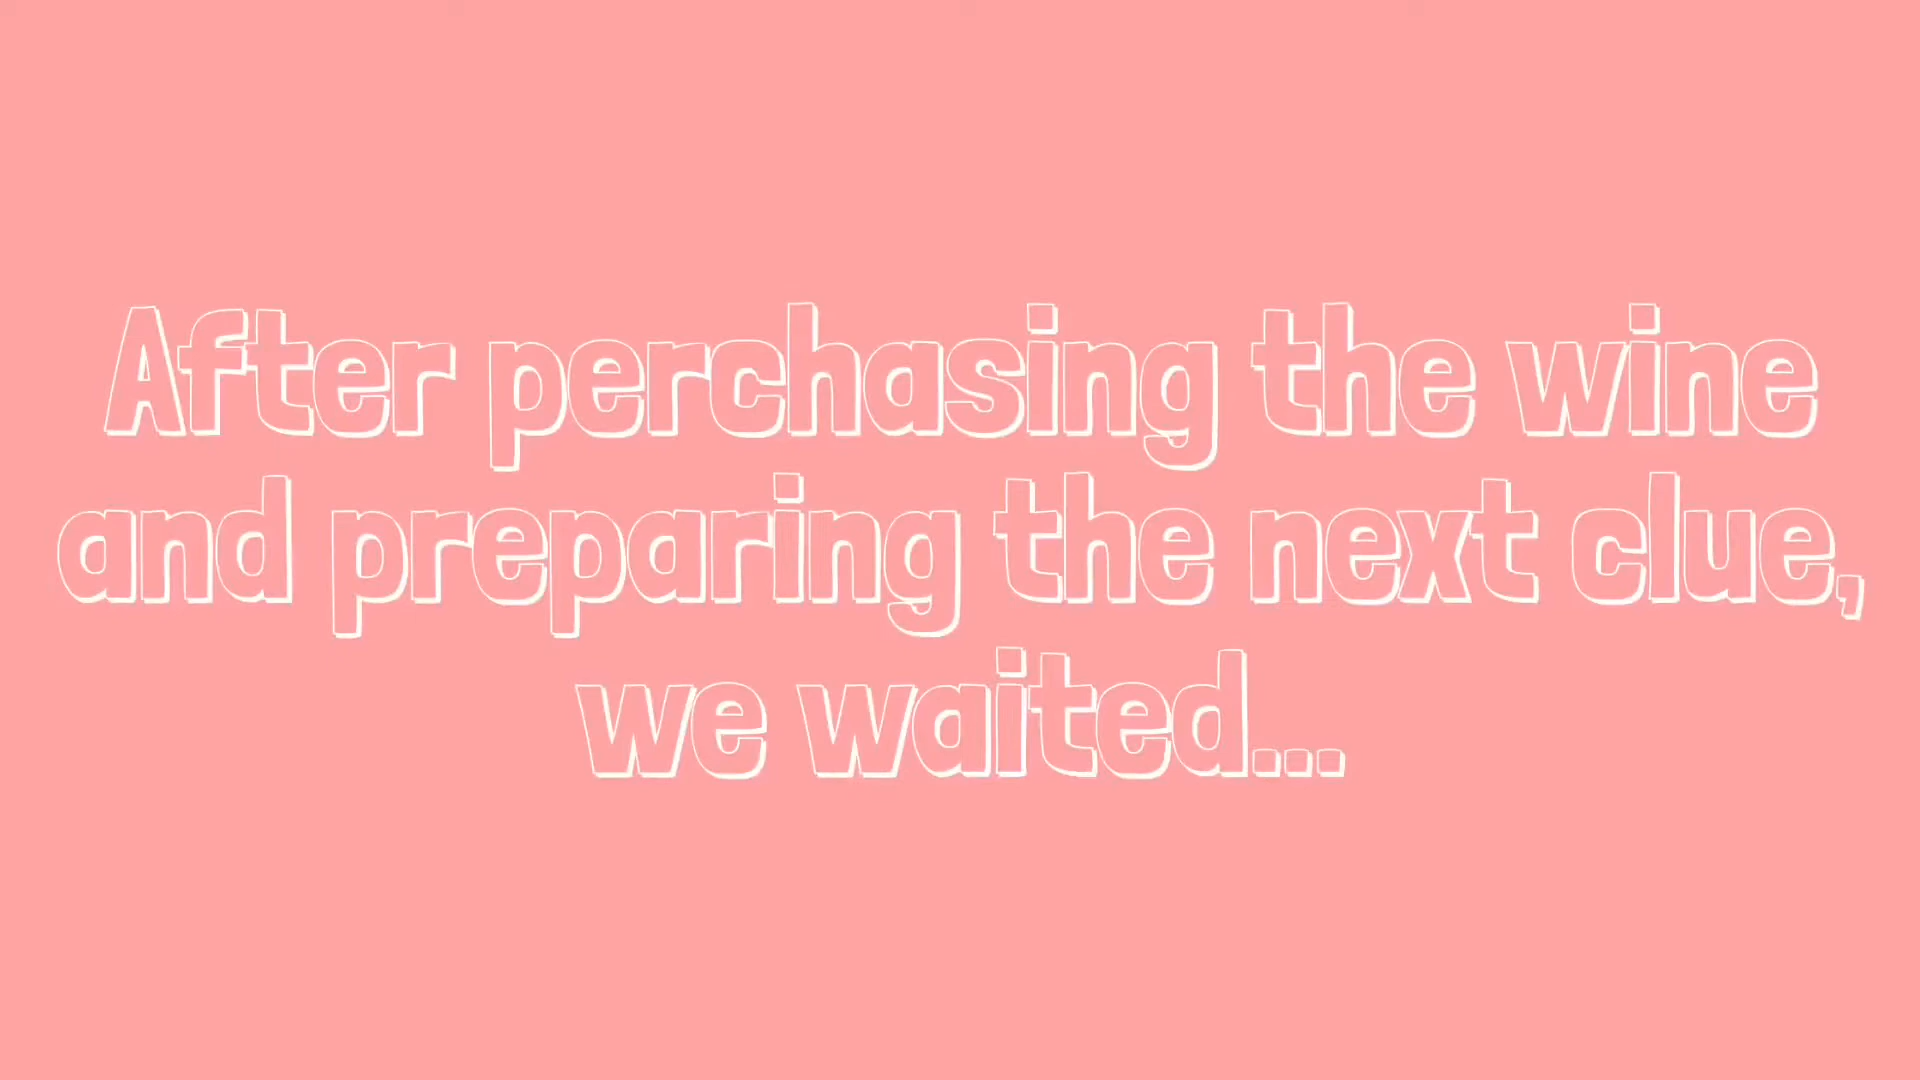 After perchasing the wine
and preparing the next clue,
we waited...